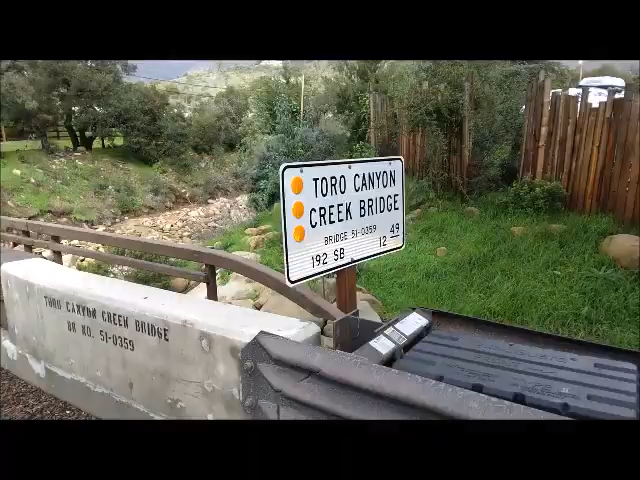 TORO CANYON
CREEK BRIDGE
BRIDGE 51-0359
192 SB 12 49
TORO CANYON CREEK BRIDGE
BR NO. 51-0359